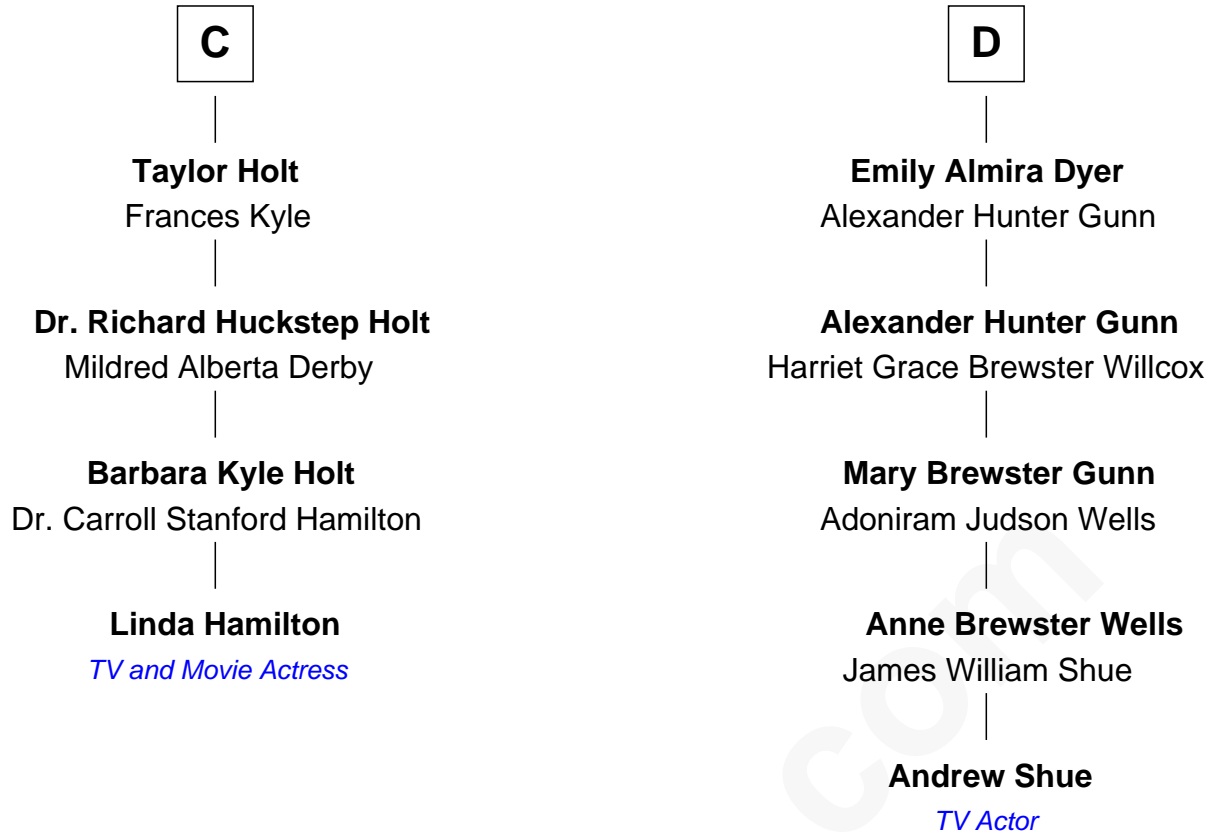 C
Taylor Holt
Frances Kyle
Dr. Richard Huckstep Holt
Mildred Alberta Derby
Barbara Kyle Holt
Dr. Carroll Stanford Hamilton
Linda Hamilton
TV and Movie Actress
D
Emily Almira Dyer
Alexander Hunter Gunn
Alexander Hunter Gunn
Harriet Grace Brewster Willcox
Mary Brewster Gunn
Adoniram Judson Wells
Anne Brewster Wells
James William Shue
Andrew Shue
TV Actor
com